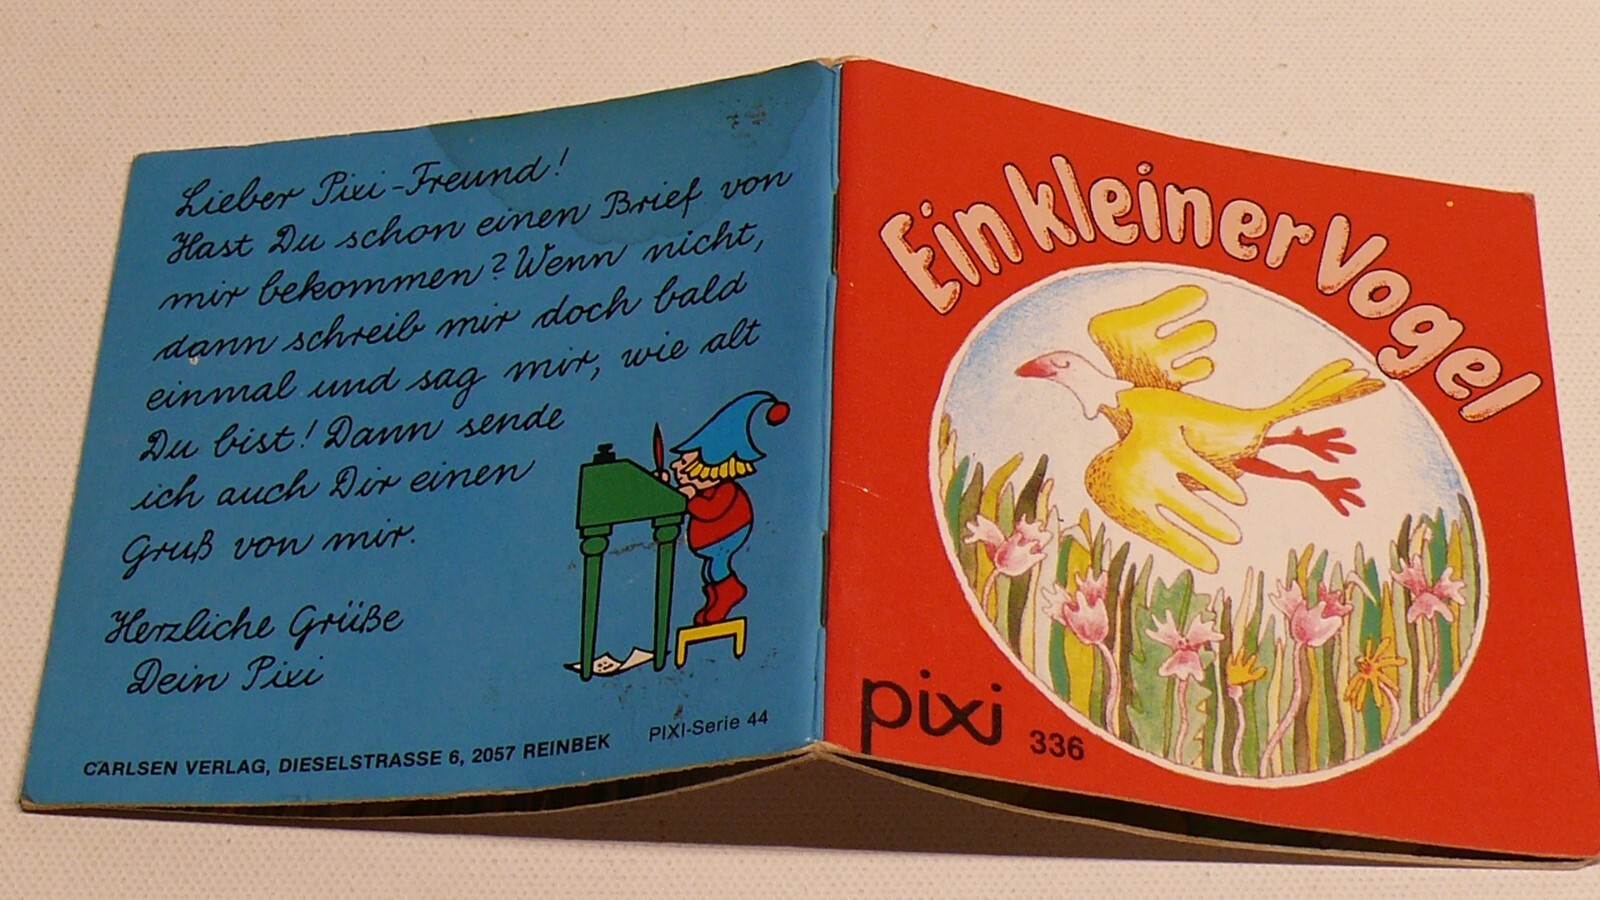 Lieber Pixi-Freund!
Hast Du schon einen Brief von
mir bekommen? Wenn nicht,
dann schreib mir doch bald
einmal und sag mir, wie alt
Du bist! Dann sende
ich auch Dir einen
Gruß von mir.
Herzliche Grüße
Dein Pixi
CARLSEN VERLAG, DIESELSTRASSE 6, 2057 REINBEK
PIXI-Serie 44
Ein kleiner Vogel
pixi 336